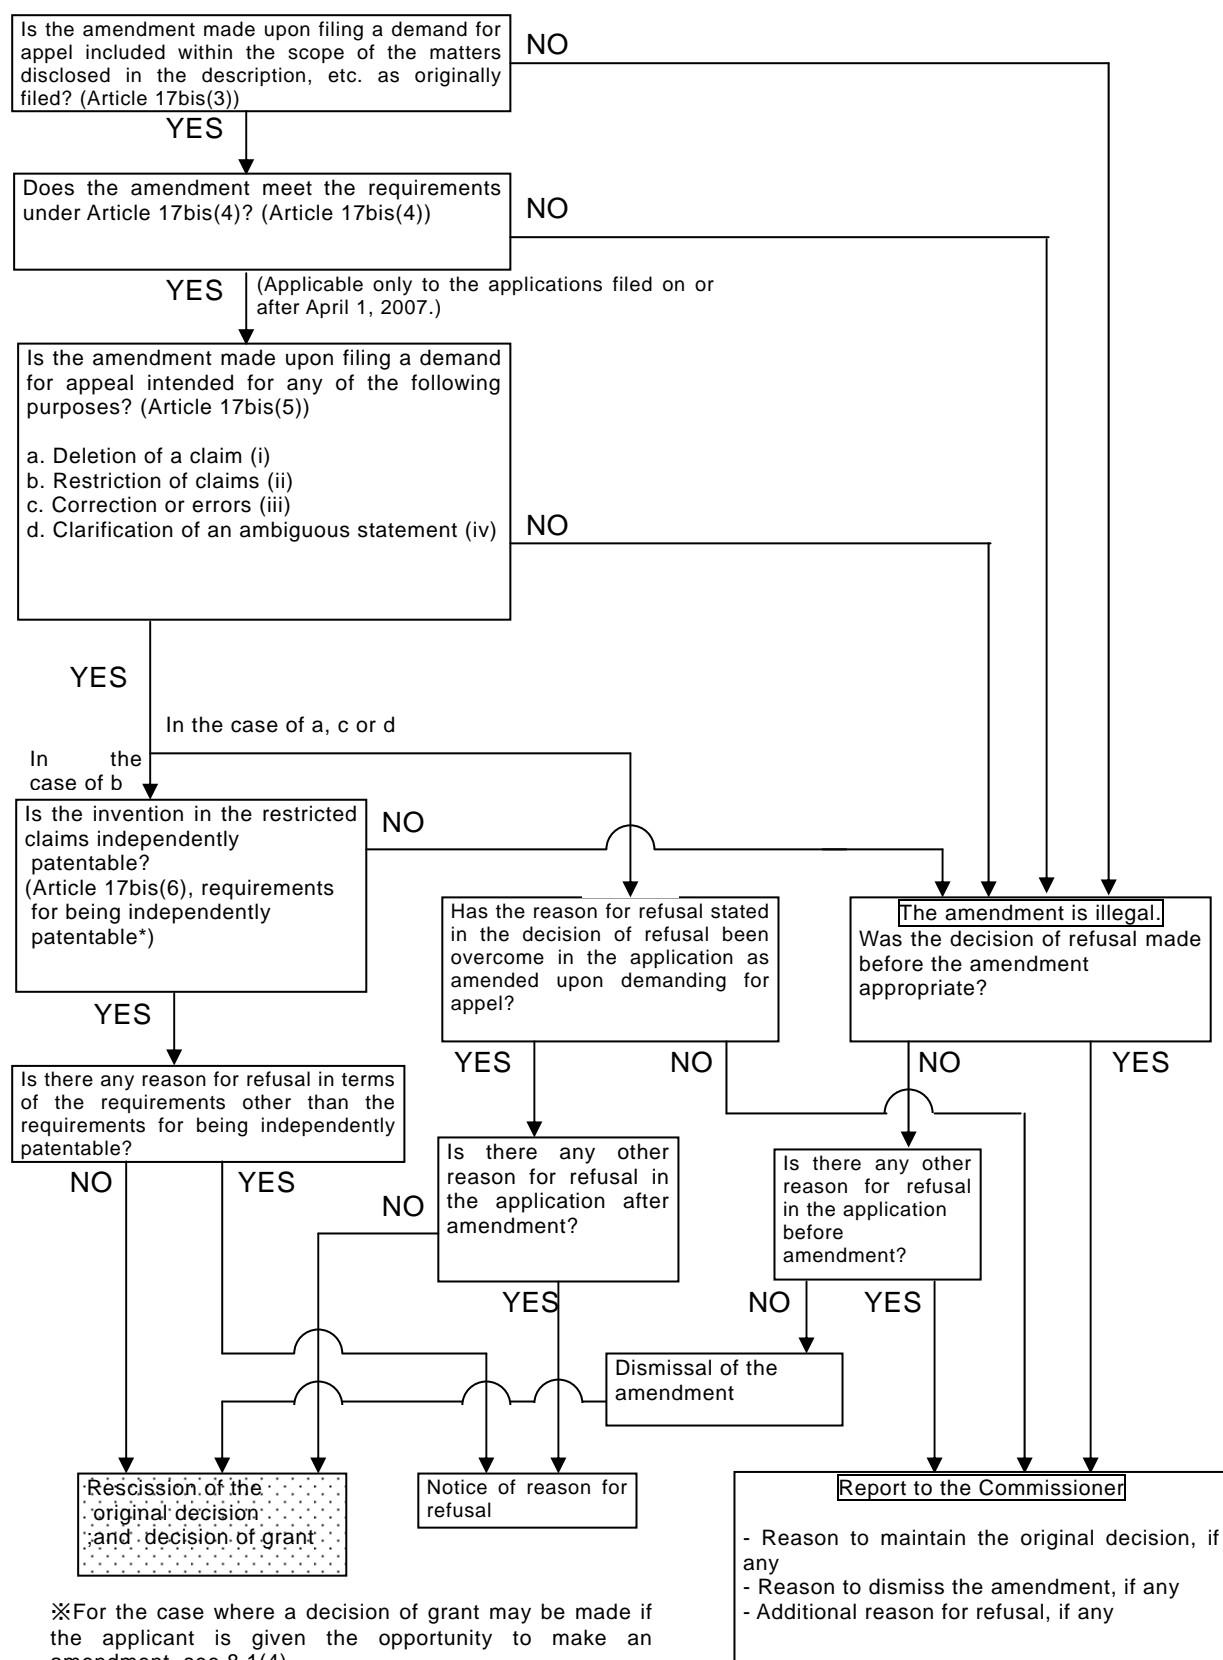 Is the amendment made upon filing a demand for
appel included within the scope of the matters
disclosed in the description, etc. as originally
filed? (Article 17bis(3))
NO
YES
Does the amendment meet the requirements
under Article 17bis(4)? (Article 17bis(4))
NO
YES
(Applicable only to the applications filed on or
after April 1, 2007.)
Is the amendment made upon filing a demand
for appeal intended for any of the following
purposes? (Article 17bis(5))
a. Deletion of a claim (i)
b. Restriction of claims (ii)
c. Correction or errors (iii)
d. Clarification of an ambiguous statement (iv)
NO
YES
In the case of a, c or d
In the
case of b
Is the invention in the restricted
claims independently
patentable?
(Article 17bis(6), requirements
for being independently
patentable*)
NO
YES
Has the reason for refusal stated
in the decision of refusal been
overcome in the application as
amended upon demanding for
appel?
YES
NO
The amendment is illegal.
Was the decision of refusal made
before the amendment
appropriate?
NO
YES
Is there any reason for refusal in terms
of the requirements other than the
requirements for being independently
patentable?
NO
YES
Is there any other
reason for refusal in
the application after
amendment?
NO
YES
Is there any other
reason for refusal
in the application
before
amendment?
NO
YES
Dismissal of the
amendment
Rescission of the
original decision
;and decision of grant
Notice of reason for
refusal
Report to the Commissioner
- Reason to maintain the original decision, if
any
- Reason to dismiss the amendment, if any
- Additional reason for refusal, if any
※For the case where a decision of grant may be made if
the applicant is given the opportunity to make an
amendment, see 8.1(4)